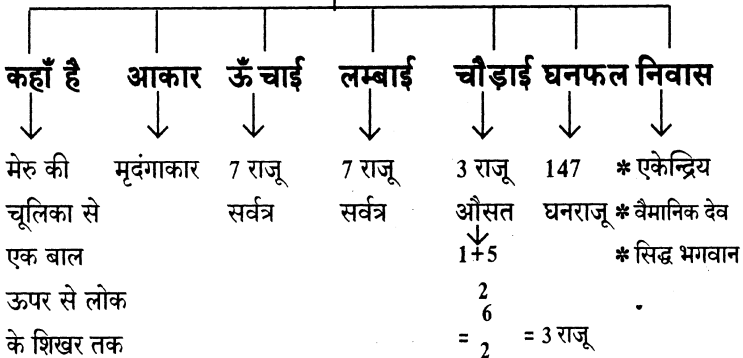 कहाँ है आकार ऊँचाई लम्बाई चौड़ाई घनफल निवास
मेरु की मृदंगाकार 7 राजू 7 राजू 3 राजू 147 * एकेन्द्रिय
चूलिका से सर्वत्र सर्वत्र औसत घनराजू * वैमानिक देव
एक बाल 1+5 * सिद्ध भगवान
ऊपर से लोक 2
6
के शिखर तक = 2 = 3 राजू